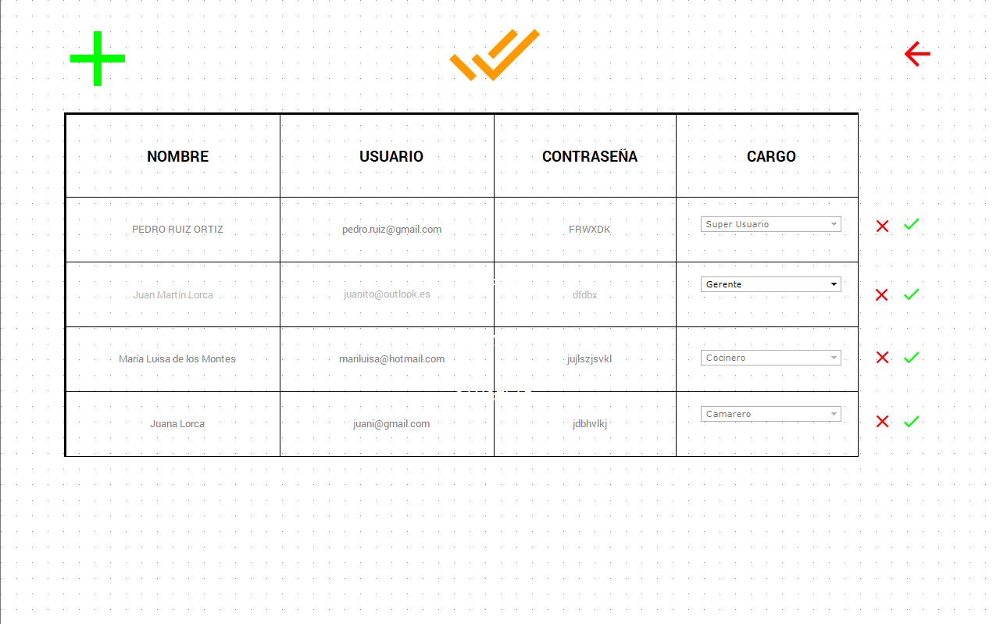 NOMBRE USUARIO CONTRASEÑA CARGO
PEDRO RUIZ ORTIZ pedro.ruiz@gmail.com FRWXDK Super Usuario
Juan Martín Lorca juanito@outlook.es dfdbx Gerente
María Luisa de los Montes mariluisa@hotmail.com jujlszjsvkl Cocinero
Juana Lorca juani@gmail.com jdbhvlkj Camarero